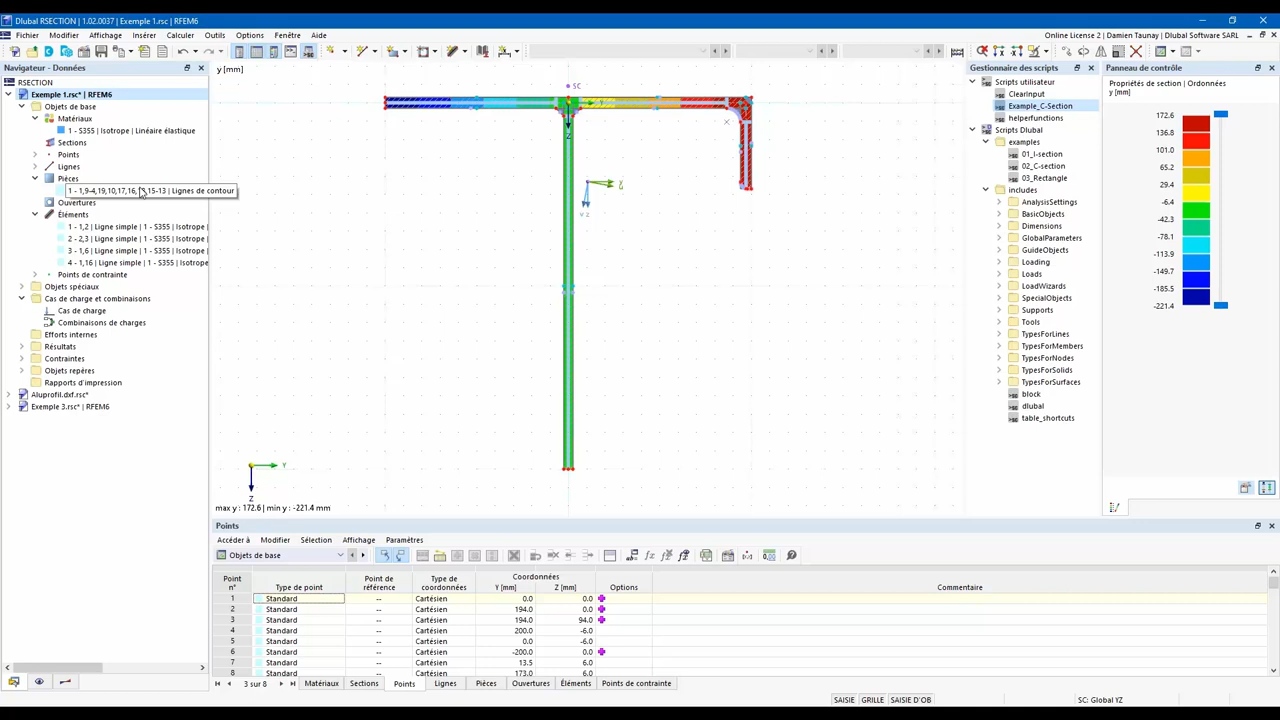 Dlubal RSECTION | 1.02.0037 | Exemple 1.rsc* | RFEM6
Fichier Modifier Affichage Insérer Calculer Outils Options Fenêtre Aide
Online License 2 | Damien Taunay | Dlubal Software SARL
Navigateur - Données
RSECTION
Exemple 1.rsc* | RFEM6
Objets de base
Matériaux
1 - S355 | Isotrope | Linéaire élastique
Sections
Points
Lignes
Pièces
1 - 1,9-4,19,10,17,16, 15-13 | Lignes de contour
Ouvertures
Éléments
1 - 1,2 | Ligne simple | 1 - S355 | Isotrope |
2 - 2,3 | Ligne simple | 1 - S355 | Isotrope |
3 - 1,6 | Ligne simple | 1 - S355 | Isotrope |
4 - 1,16 | Ligne simple | 1 - S355 | Isotrope
Points de contrainte
Objets spéciaux
Cas de charge et combinaisons
Cas de charge
Combinaisons de charges
Efforts internes
Résultats
Contraintes
Objets repères
Rapports d'impression
Aluprofil.dxf.rsc*
Exemple 3.rsc* | RFEM6
y [mm]
SC
Y
Z
Y
Z
max y : 172.6 | min y : -221.4 mm
Gestionnaire des scripts
Scripts utilisateur
ClearInput
Example_C-Section
helperfunctions
Scripts Dlubal
examples
01_I-section
02_C-section
03_Rectangle
includes
AnalysisSettings
BasicObjects
Dimensions
GlobalParameters
GuideObjects
Loading
Loads
LoadWizards
SpecialObjects
Supports
Tools
TypesForLines
TypesForMembers
TypesForNodes
TypesForSolids
TypesForSurfaces
block
dlubal
table_shortcuts
Panneau de contrôle
Propriétés de section | Ordonnées
y [mm]
172.6
136.8
101.0
65.2
29.4
-6.4
-42.3
-78.1
-113.9
-149.7
-185.5
-221.4
Points
Accéder à Modifier Sélection Affichage Paramètres
Objets de base
Point n° Type de point Point de référence Type de coordonnées Coordonnées Y [mm] Z [mm] Options Commentaire
1 Standard -- Cartésien 0.0 0.0
2 Standard -- Cartésien 194.0 0.0
3 Standard -- Cartésien 194.0 94.0
4 Standard -- Cartésien 200.0 -6.0
5 Standard -- Cartésien 0.0 -6.0
6 Standard -- Cartésien -200.0 0.0
7 Standard -- Cartésien 13.5 6.0
8 Standard -- Cartésien 173.0 6.0
3 sur 8 Matériaux Sections Points Lignes Pièces Ouvertures Éléments Points de contrainte
SAISIE GRILLE SAISIE D'OB SC: Global YZ